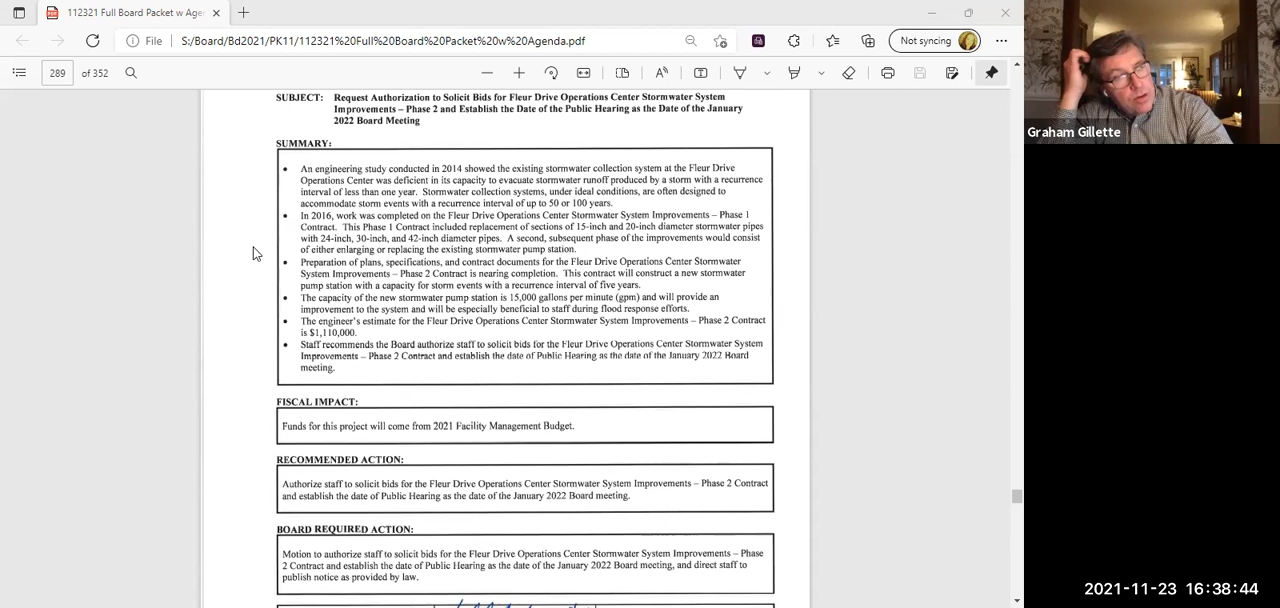 112321 Full Board Packet w Age
File
S:/Board/Bd2021/PK11/112321%20Full%20Board%20Packet%20w%20Agenda.pdf
Not syncing
289
of 352
SUBJECT: Request Authorization to Solicit Bids for Fleur Drive Operations Center Stormwater System
Improvements – Phase 2 and Establish the Date of the Public Hearing as the Date of the January
2022 Board Meeting
SUMMARY:
• An engineering study conducted in 2014 showed the existing stormwater collection system at the Fleur Drive
Operations Center was deficient in its capacity to evacuate stormwater runoff produced by a storm with a recurrence
interval of less than one year. Stormwater collection systems, under ideal conditions, are often designed to
accommodate storm events with a recurrence interval of up to 50 or 100 years.
• In 2016, work was completed on the Fleur Drive Operations Center Stormwater System Improvements – Phase 1
Contract. This Phase 1 Contract included replacement of sections of 15-inch and 20-inch diameter stormwater pipes
with 24-inch, 30-inch, and 42-inch diameter pipes. A second, subsequent phase of the improvements would consist
of either enlarging or replacing the existing stormwater pump station.
• Preparation of plans, specifications, and contract documents for the Fleur Drive Operations Center Stormwater
System Improvements – Phase 2 Contract is nearing completion. This contract will construct a new stormwater
pump station with a capacity for storm events with a recurrence interval of five years.
• The capacity of the new stormwater pump station is 15,000 gallons per minute (gpm) and will provide an
improvement to the system and will be especially beneficial to staff during flood response efforts.
• The engineer's estimate for the Fleur Drive Operations Center Stormwater System Improvements – Phase 2 Contract
is $1,110,000.
• Staff recommends the Board authorize staff to solicit bids for the Fleur Drive Operations Center Stormwater System
Improvements – Phase 2 Contract and establish the date of Public Hearing as the date of the January 2022 Board
meeting.
FISCAL IMPACT:
Funds for this project will come from 2021 Facility Management Budget.
RECOMMENDED ACTION:
Authorize staff to solicit bids for the Fleur Drive Operations Center Stormwater System Improvements – Phase 2 Contract
and establish the date of Public Hearing as the date of the January 2022 Board meeting.
BOARD REQUIRED ACTION:
Motion to authorize staff to solicit bids for the Fleur Drive Operations Center Stormwater System Improvements – Phase
2 Contract and establish the date of Public Hearing as the date of the January 2022 Board meeting, and direct staff to
publish notice as provided by law.
Graham Gillette
2021-11-23 16:38:44